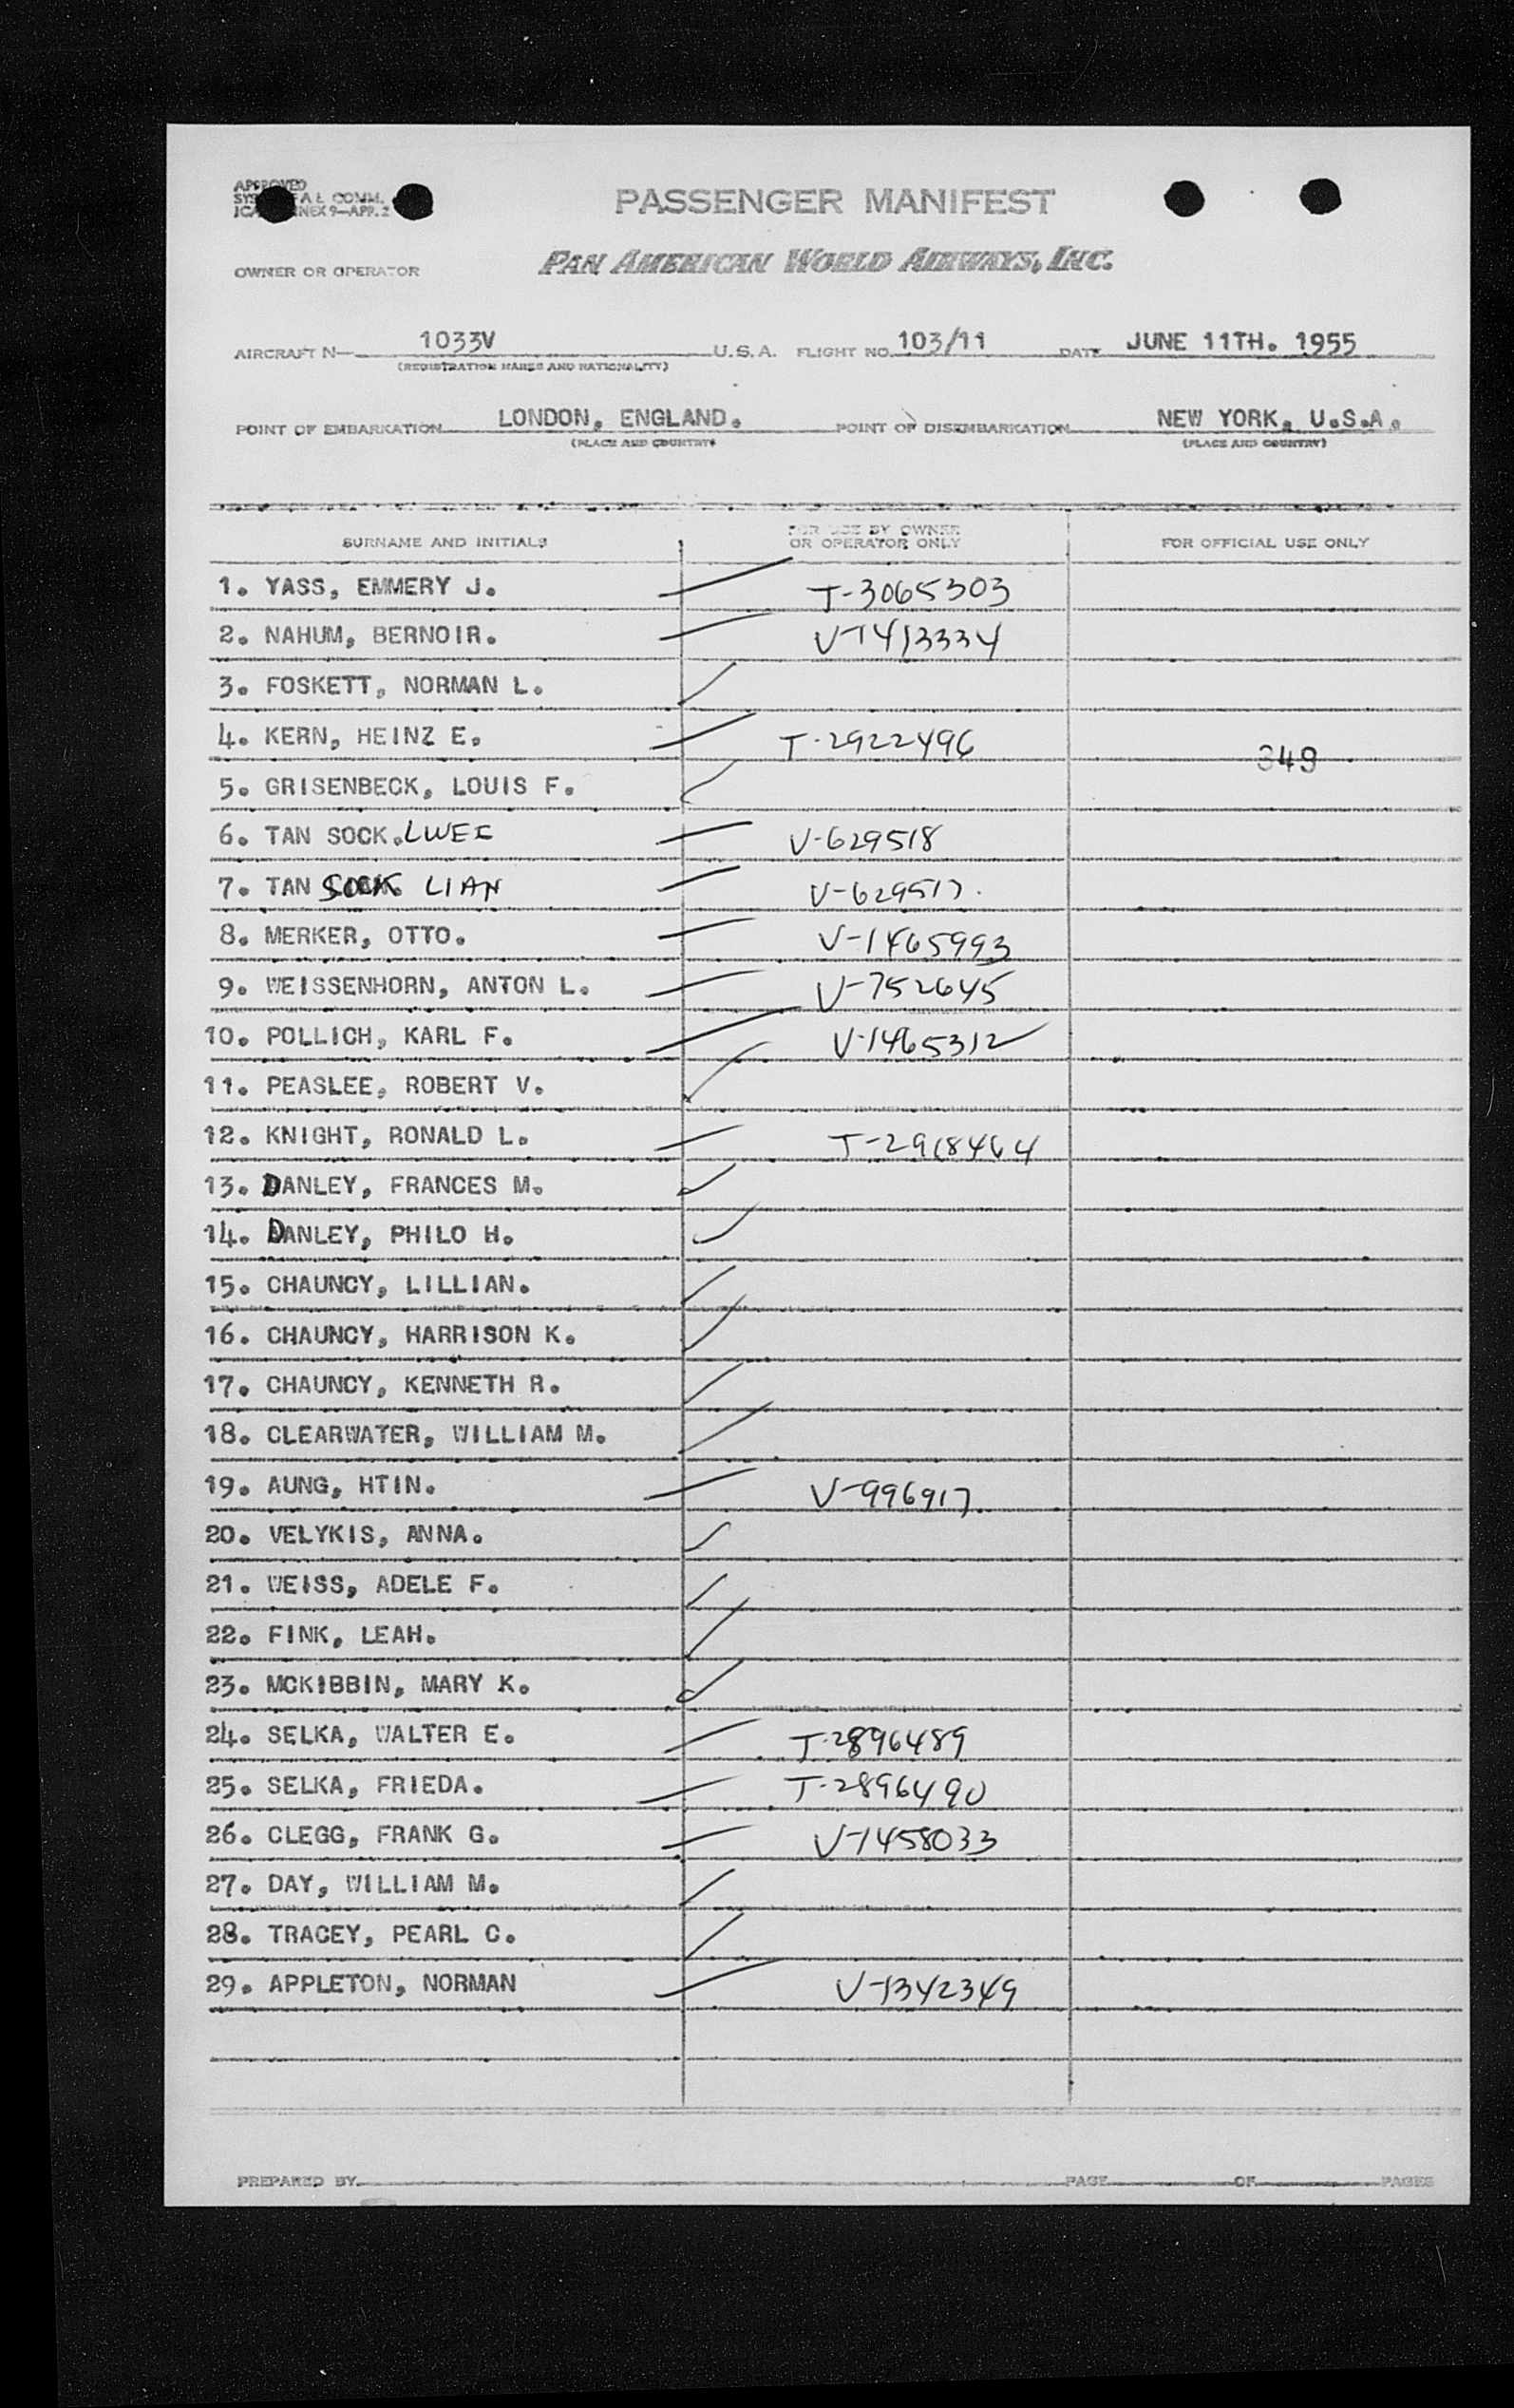 APPROVED
A & COMM.
ANNEX 9—APP. 2
PASSENGER MANIFEST
OWNER OR OPERATOR PAN AMERICAN WORLD AIRWAYS, INC.
AIRCRAFT N— 1033V U.S.A. FLIGHT NO. 103/11 DATE JUNE 11TH. 1955
(REGISTRATION MARKS AND NATIONALITY)
POINT OF EMBARKATION LONDON, ENGLAND. POINT OF DISEMBARKATION NEW YORK, U.S.A.
(PLACE AND COUNTRY) (PLACE AND COUNTRY)
SURNAME AND INITIALS FOR USE BY OWNER OR OPERATOR ONLY FOR OFFICIAL USE ONLY
1. YASS, EMMERY J. T-3065303
2. NAHUM, BERNOIR. V-1413334
3. FOSKETT, NORMAN L.
4. KERN, HEINZ E. T-2922496
349
5. GRISENBECK, LOUIS F.
6. TAN SOCK. LWEE V-629518
7. TAN SOCK LIAN V-629517.
8. MERKER, OTTO. V-1465993
9. WEISSENHORN, ANTON L. V-752645
10. POLLICH, KARL F. V-1465312
11. PEASLEE, ROBERT V.
12. KNIGHT, RONALD L. T-2918464
13. DANLEY, FRANCES M.
14. DANLEY, PHILO H.
15. CHAUNCY, LILLIAN.
16. CHAUNCY, HARRISON K.
17. CHAUNCY, KENNETH R.
18. CLEARWATER, WILLIAM M.
19. AUNG, HTIN. V-996917.
20. VELYKIS, ANNA.
21. WEISS, ADELE F.
22. FINK, LEAH.
23. MCKIBBIN, MARY K.
24. SELKA, WALTER E. T-2896489
25. SELKA, FRIEDA. T-2896490
26. CLEGG, FRANK G. V-1458033
27. DAY, WILLIAM M.
28. TRACEY, PEARL C.
29. APPLETON, NORMAN V-1342349
PREPARED BY PAGE OF PAGES